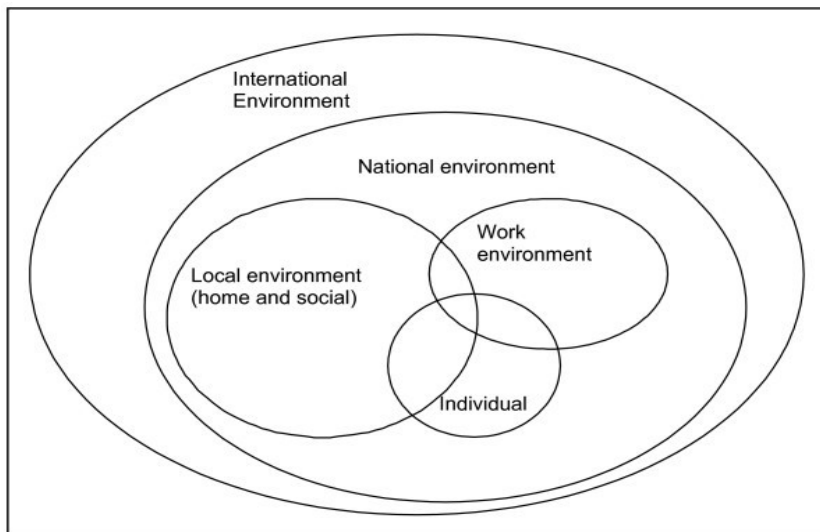 International
Environment
National environment
Work
environment
Local environment
(home and social)
Individual